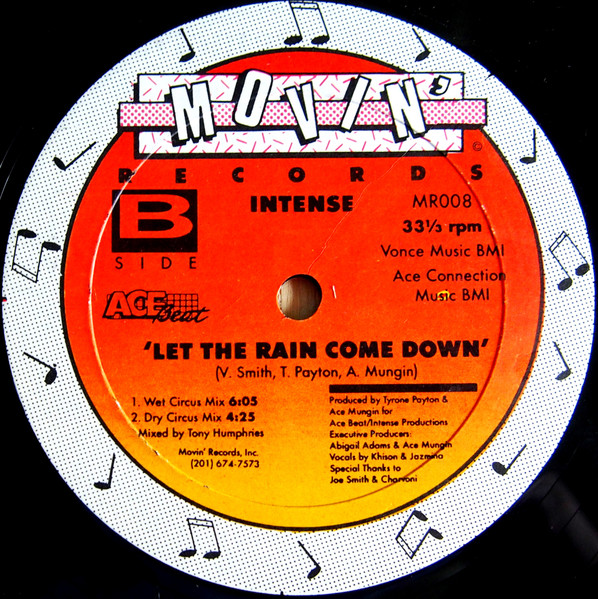 MOVIN'
©
RECORDS
B
SIDE
INTENSE
MR008
33⅓ rpm
Vonce Music BMI
Ace Connection
Music BMI
ACE
Beat
'LET THE RAIN COME DOWN'
(V. Smith, T. Payton, A. Mungin)
1. Wet Circus Mix 6:05
2. Dry Circus Mix 4:25
Mixed by Tony Humphries
Movin' Records, Inc.
(201) 674-7573
Produced by Tyrone Payton &
Ace Mungin for
Ace Beat/Intense Productions
Executive Producers:
Abigail Adams & Ace Mungin
Vocals by Khison & Jazmina
Special Thanks to
Joe Smith & Charvoni